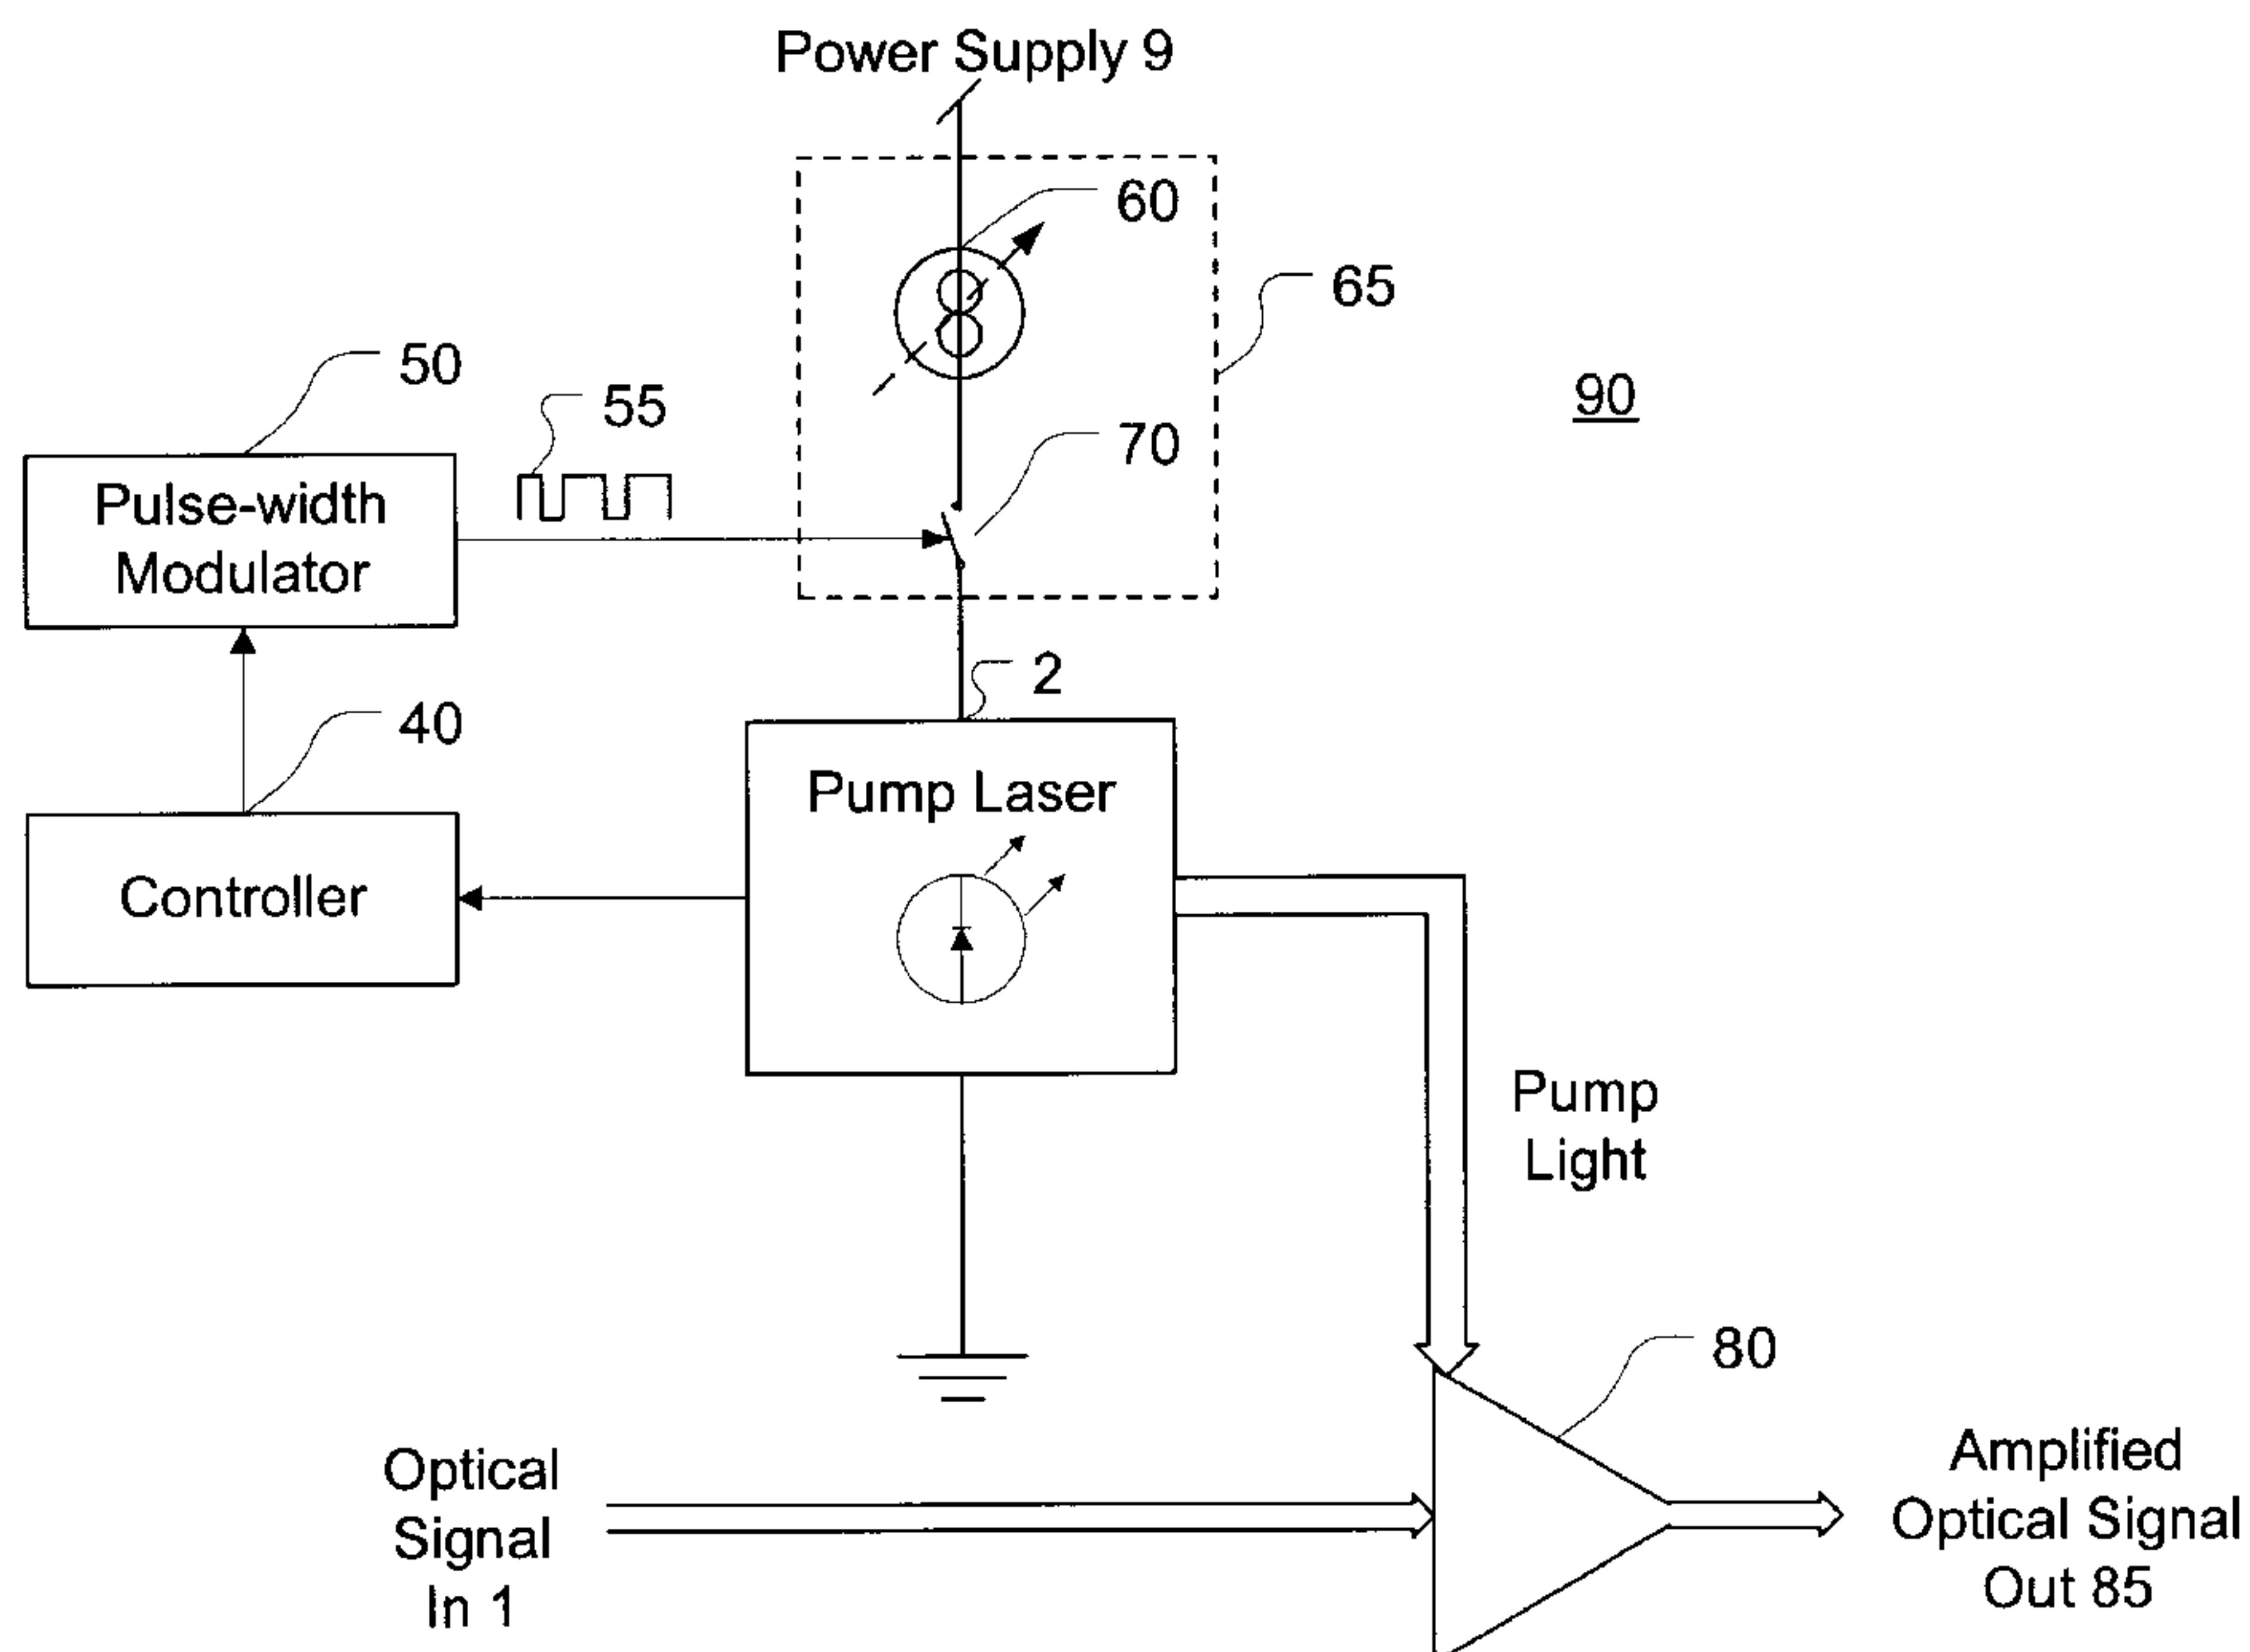 Power Supply 9
60
65
90
50
55
70
Pulse-width
Modulator
2
40
Pump Laser
Controller
Pump
Light
80
Optical
Signal
In 1
Amplified
Optical Signal
Out 85